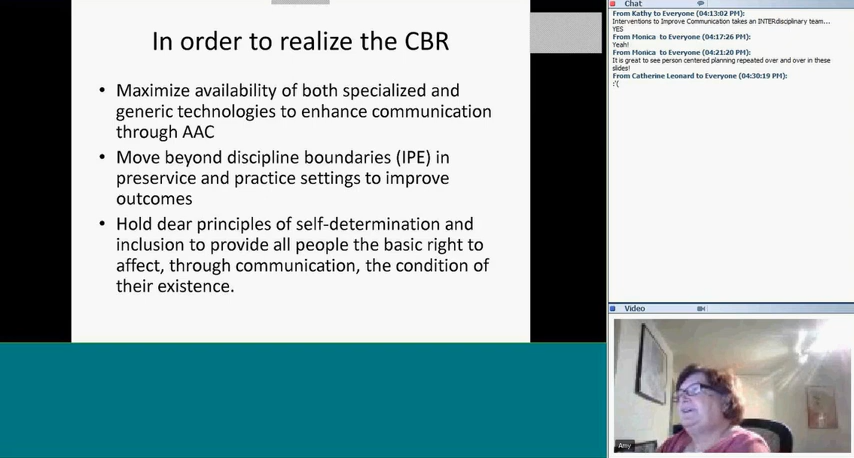 In order to realize the CBR
• Maximize availability of both specialized and
generic technologies to enhance communication
through AAC
• Move beyond discipline boundaries (IPE) in
preservice and practice settings to improve
outcomes
• Hold dear principles of self-determination and
inclusion to provide all people the basic right to
affect, through communication, the condition of
their existence.
Chat
From Kathy to Everyone (04:13:02 PM):
Interventions to Improve Communication takes an INTERdisciplinary team...
YES
From Monica to Everyone (04:17:26 PM):
Yeah!
From Monica to Everyone (04:21:20 PM):
It is great to see person centered planning repeated over and over in these
slides!
From Catherine Leonard to Everyone (04:30:19 PM):
:'(
Video
Amy